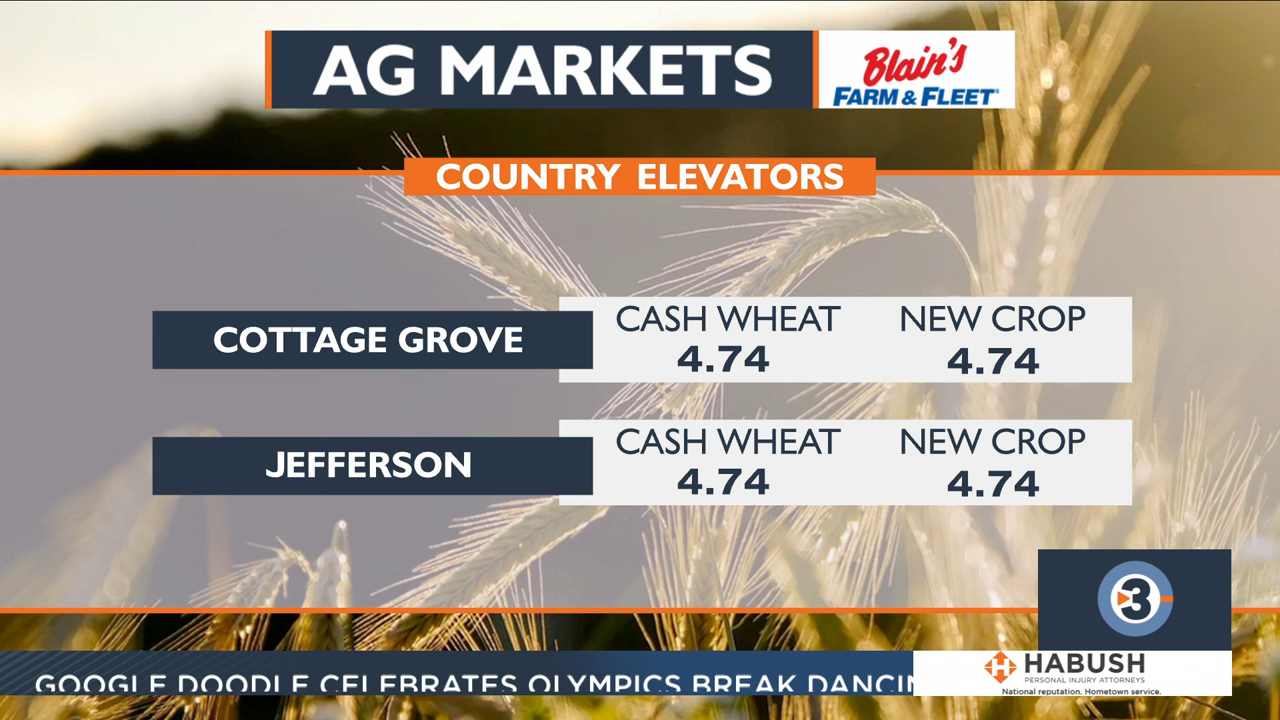 AG MARKETS
Blain's
FARM & FLEET
COUNTRY ELEVATORS
COTTAGE GROVE
CASH WHEAT
4.74
NEW CROP
4.74
JEFFERSON
CASH WHEAT
4.74
NEW CROP
4.74
3
GOOGLE DOODLE CELEBRATES OLYMPICS BREAK DANCIN
HABUSH
PERSONAL INJURY ATTORNEYS
National reputation. Hometown service.